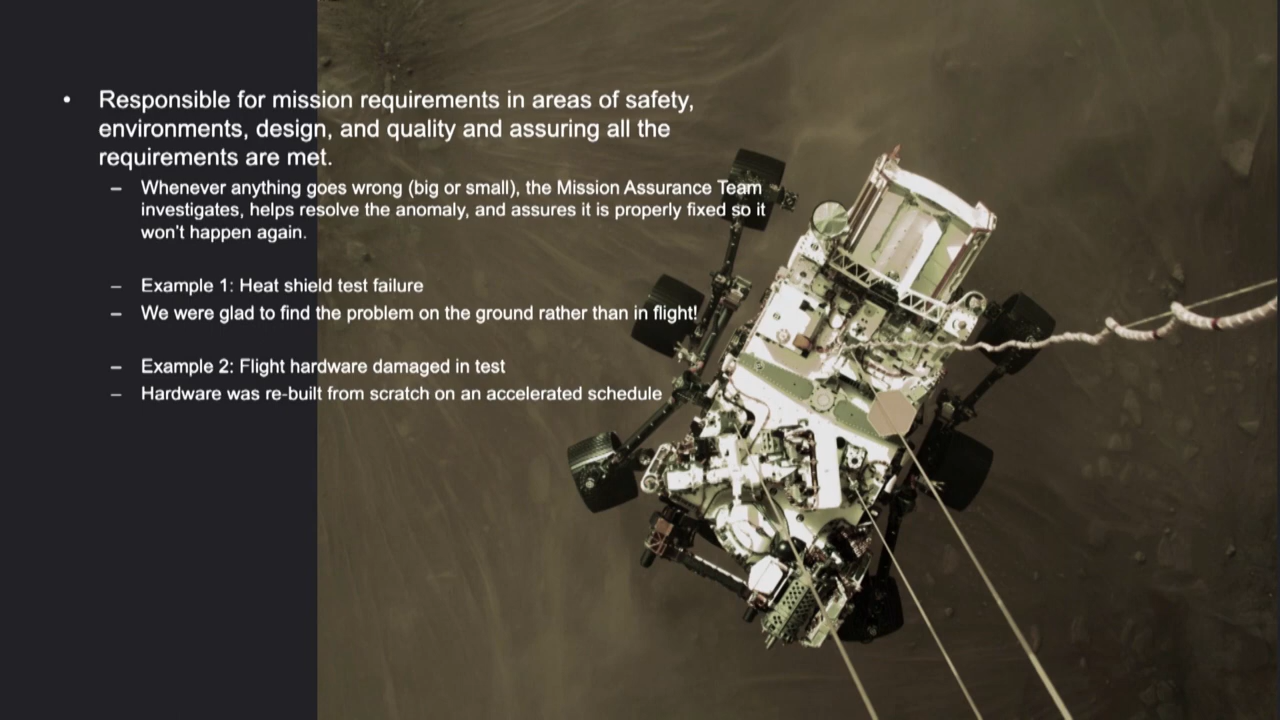 • Responsible for mission requirements in areas of safety,
environments, design, and quality and assuring all the
requirements are met.
– Whenever anything goes wrong (big or small), the Mission Assurance Team
investigates, helps resolve the anomaly, and assures it is properly fixed so it
won't happen again.
– Example 1: Heat shield test failure
– We were glad to find the problem on the ground rather than in flight!
– Example 2: Flight hardware damaged in test
– Hardware was re-built from scratch on an accelerated schedule